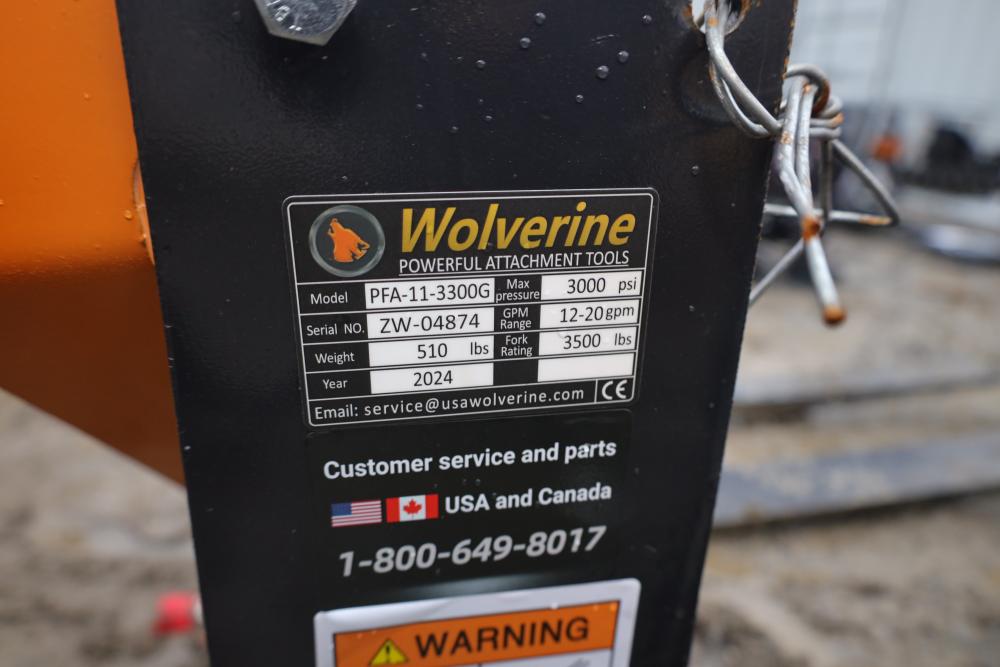 Wolverine
POWERFUL ATTACHMENT TOOLS
Model PFA-11-3300G Max pressure 3000 psi
Serial NO. ZW-04874 GPM Range 12-20 gpm
Weight 510 lbs Fork Rating 3500 lbs
Year 2024
Email: service@usawolverine.com CE
Customer service and parts
USA and Canada
1-800-649-8017
WARNING